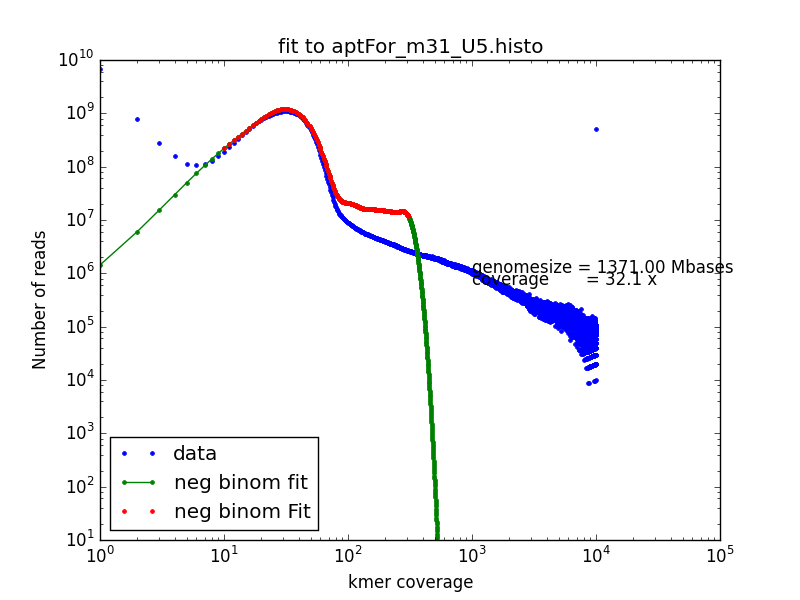 fit to aptFor_m31_U5.histo
10^10
10^9
10^8
10^7
10^6
10^5
10^4
10^3
10^2
10^1
Number of reads
genomesize = 1371.00 Mbases
coverage = 32.1 x
data
neg binom fit
neg binom Fit
10^0 10^1 10^2 10^3 10^4 10^5
kmer coverage